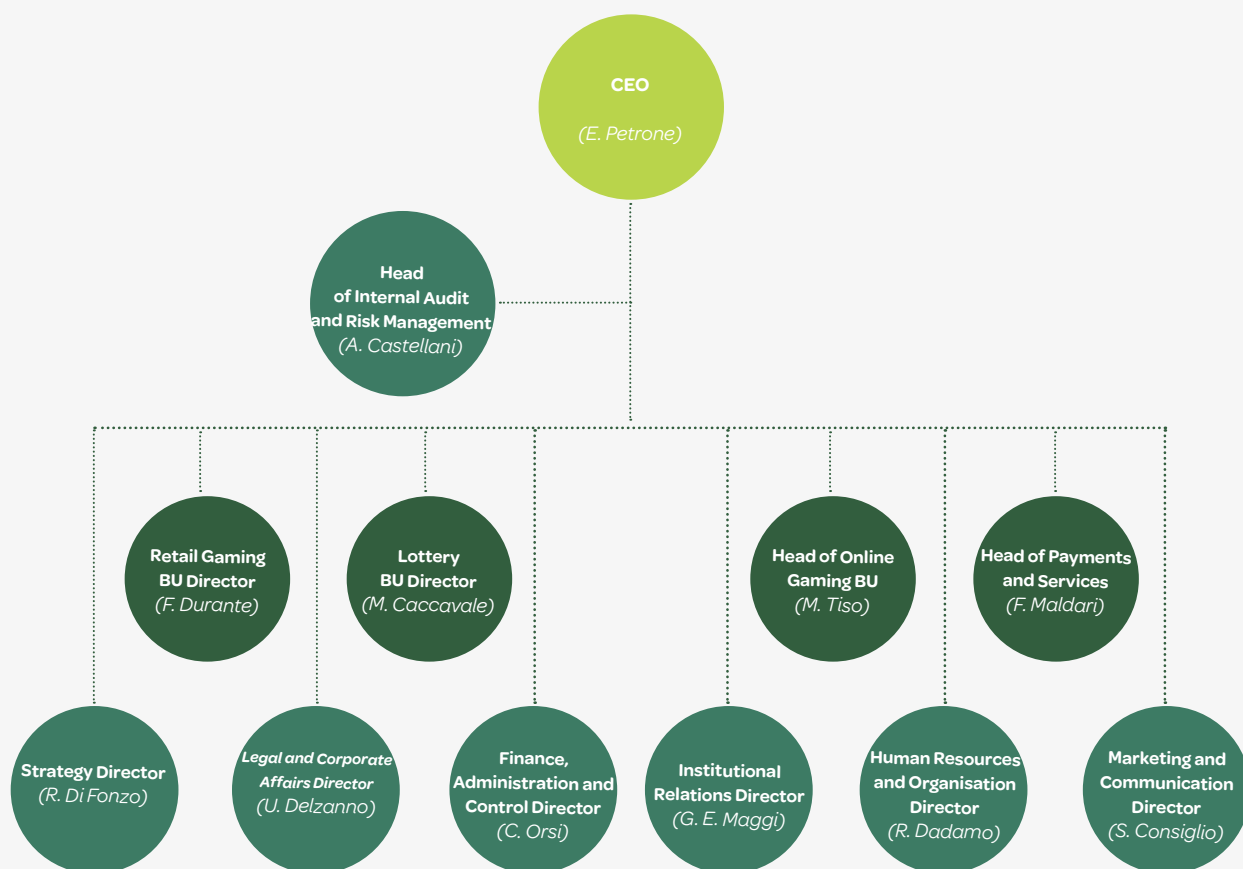 CEO
(E. Petrone)
Head
of Internal Audit
and Risk Management
(A. Castellani)
Retail Gaming
BU Director
(F. Durante)
Lottery
BU Director
(M. Caccavale)
Head of Online
Gaming BU
(M. Tiso)
Head of Payments
and Services
(F. Maldari)
Strategy Director
(R. Di Fonzo)
Legal and Corporate
Affairs Director
(U. Delzanno)
Finance,
Administration and
Control Director
(C. Orsi)
Institutional
Relations Director
(G. E. Maggi)
Human Resources
and Organisation
Director
(R. Dadamo)
Marketing and
Communication
Director
(S. Consiglio)